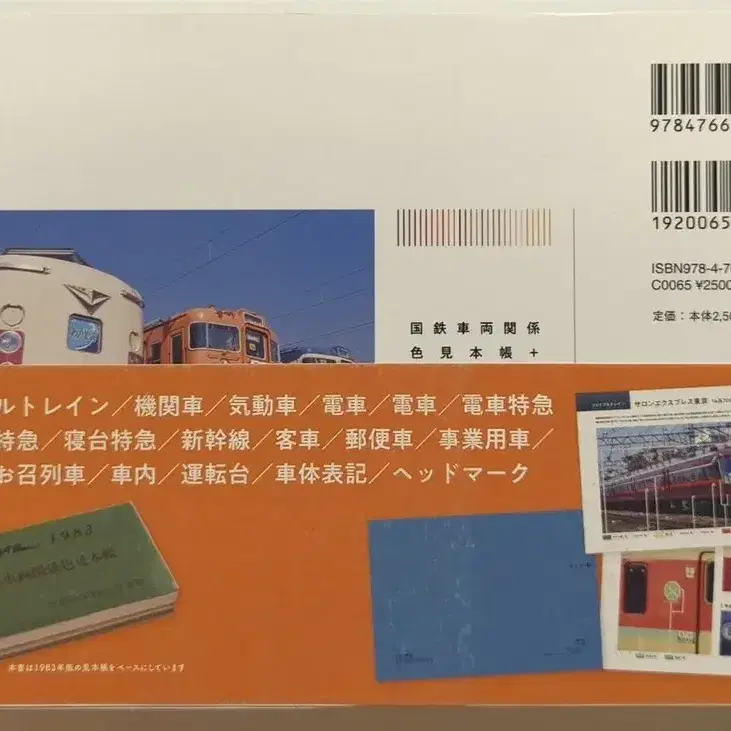 9784766
1920065
ISBN978-4-7
C0065 ¥2500
定価：本体2,50
国鉄車両関係
色見本帳+
ルトレイン／機関車／気動車／電車／電車／電車特急
特急／寝台特急／新幹線／客車／郵便車／事業用車／
お召列車／車内／運転台／車体表記／ヘッドマーク
サロンエクスプレス東京
1983
本書は1983年版の見本帳をベースにしています